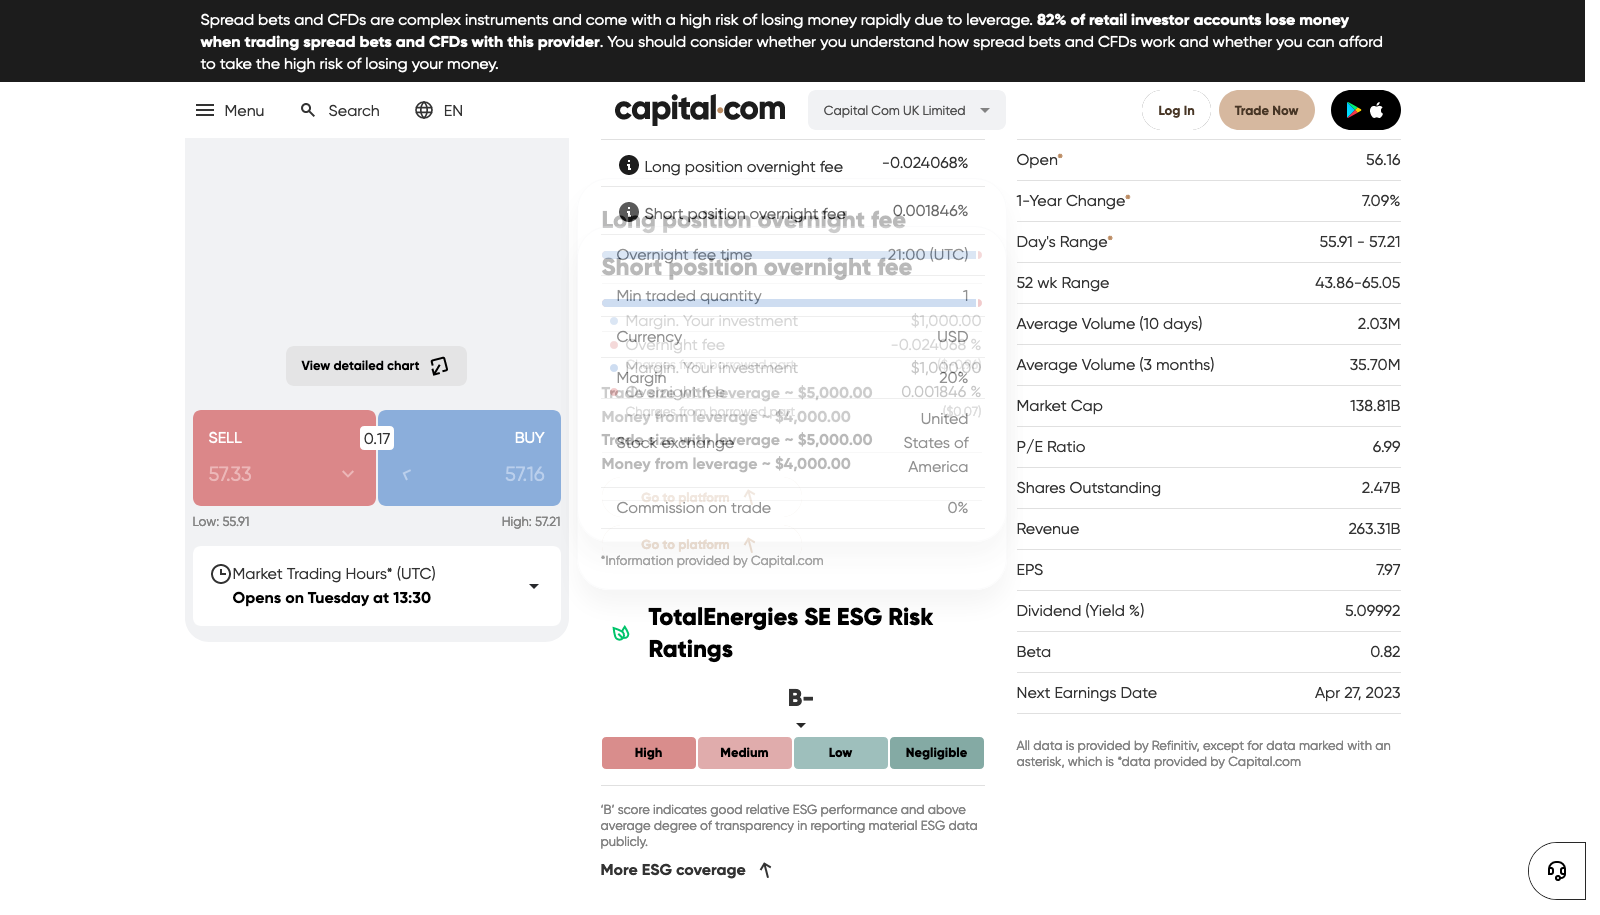 Spread bets and CFDs are complex instruments and come with a high risk of losing money rapidly due to leverage. 82% of retail investor accounts lose money
when trading spread bets and CFDs with this provider. You should consider whether you understand how spread bets and CFDs work and whether you can afford
to take the high risk of losing your money.
Menu
Search
EN
capital.com
Capital Com UK Limited
Log In
Trade Now
View detailed chart
SELL
0.17
BUY
57.33
57.16
Low: 55.91
High: 57.21
Market Trading Hours* (UTC)
Opens on Tuesday at 13:30
Long position overnight fee -0.024068%
Short position overnight fee 0.001846%
Long position overnight fee
Overnight fee time 21:00 (UTC)
Short position overnight fee
Min traded quantity 1
Margin. Your investment $1,000.00
Currency USD
Overnight fee -0.024068 %
Margin. Your investment $1,000.00
Margin 20%
Overnight fee 0.001846 %
Trade size with leverage ~ $5,000.00
Charges from borrowed part ($0.07)
Money from leverage ~ $4,000.00
Trade size with leverage ~ $5,000.00
Stock exchange United
States of
America
Money from leverage ~ $4,000.00
Go to platform
Commission on trade 0%
Go to platform
*Information provided by Capital.com
TotalEnergies SE ESG Risk
Ratings
B-
High
Medium
Low
Negligible
'B' score indicates good relative ESG performance and above
average degree of transparency in reporting material ESG data
publicly.
More ESG coverage
Open* 56.16
1-Year Change* 7.09%
Day's Range* 55.91 - 57.21
52 wk Range 43.86-65.05
Average Volume (10 days) 2.03M
Average Volume (3 months) 35.70M
Market Cap 138.81B
P/E Ratio 6.99
Shares Outstanding 2.47B
Revenue 263.31B
EPS 7.97
Dividend (Yield %) 5.09992
Beta 0.82
Next Earnings Date Apr 27, 2023
All data is provided by Refinitiv, except for data marked with an
asterisk, which is *data provided by Capital.com